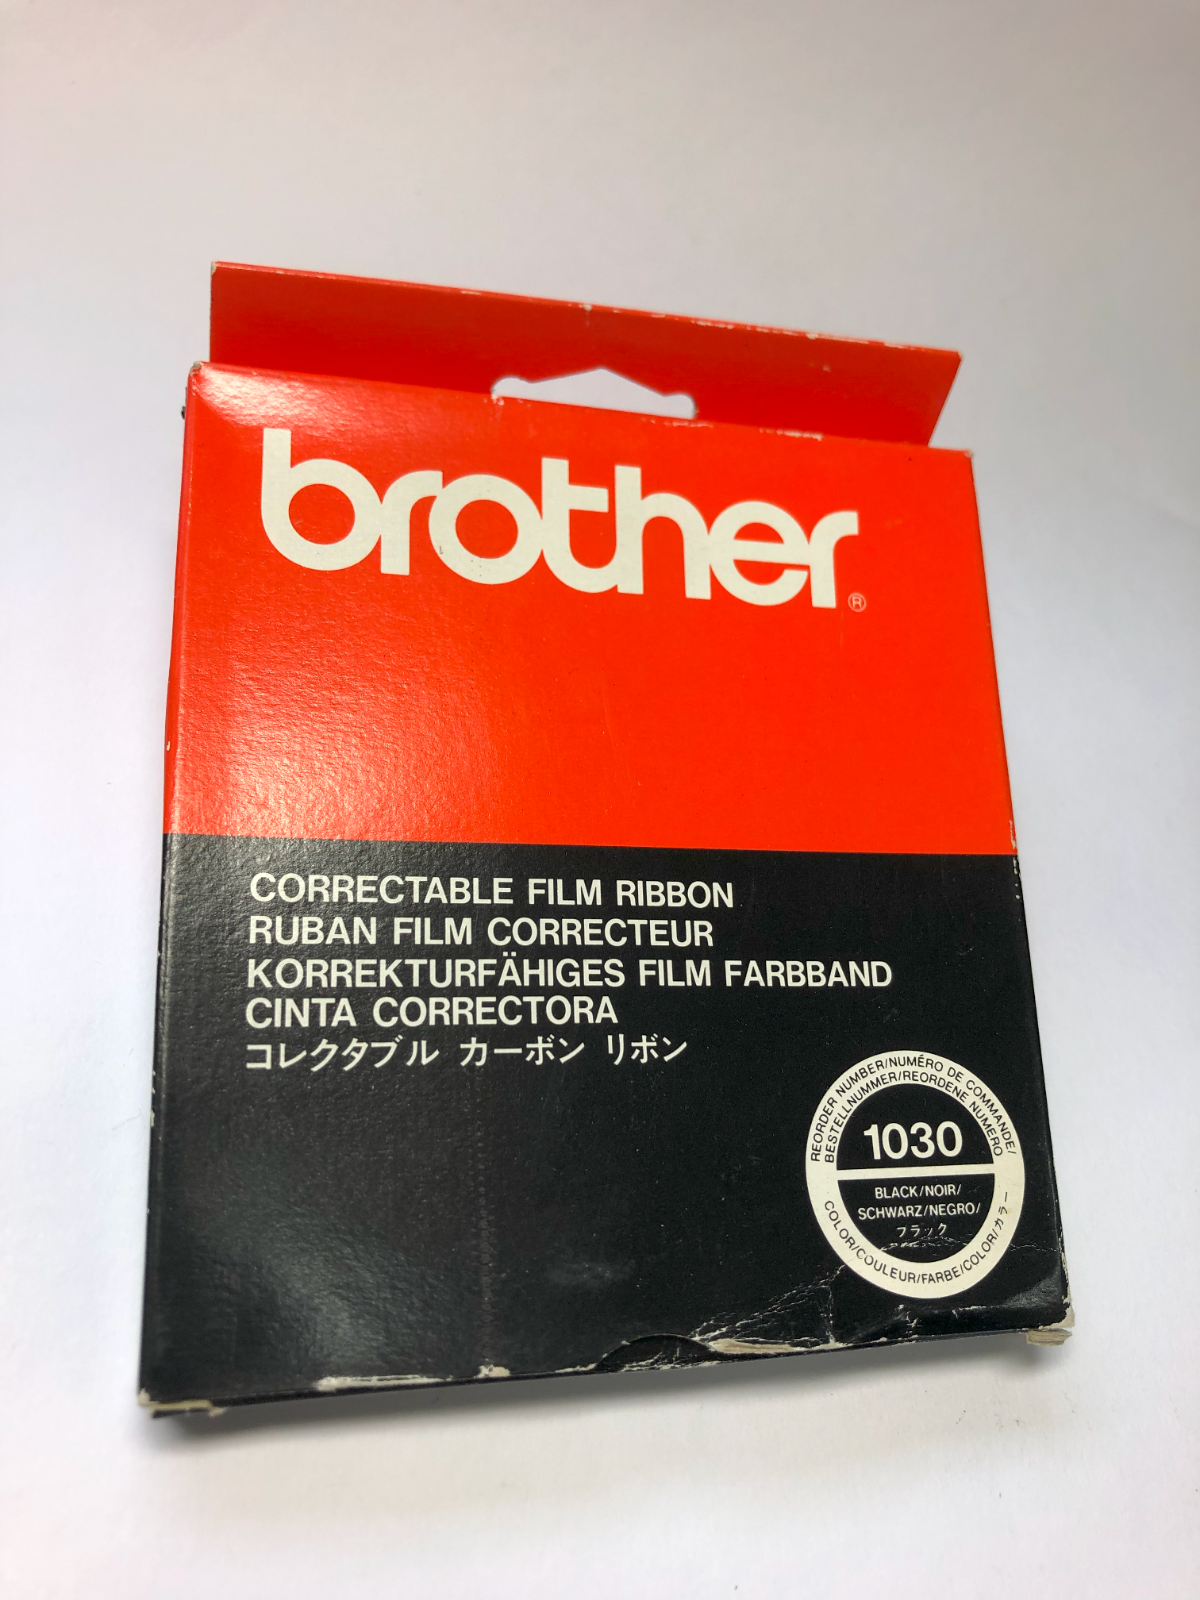 brother®
CORRECTABLE FILM RIBBON
RUBAN FILM CORRECTEUR
KORREKTURFÄHIGES FILM FARBBAND
CINTA CORRECTORA
コレクタブル カーボン リボン
REORDER NUMBER/NUMÉRO DE COMMANDE/
BESTELLNUMMER/REORDENE NUMERO
1030
BLACK/NOIR/
SCHWARZ/NEGRO/
ブラック
COLOR/COULEUR/FARBE/COLOR/カラー